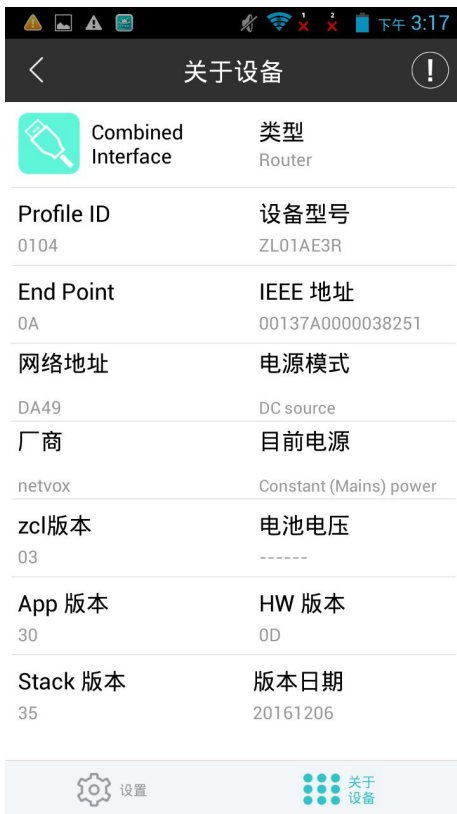 1 2 下午 3:17
关于设备
Combined 类型
Interface Router
Profile ID 设备型号
0104 ZL01AE3R
End Point IEEE 地址
0A 00137A0000038251
网络地址 电源模式
DA49 DC source
厂商 目前电源
netvox Constant (Mains) power
zcl版本 电池电压
03 ------
App 版本 HW 版本
30 0D
Stack 版本 版本日期
35 20161206
设置 关于
设备